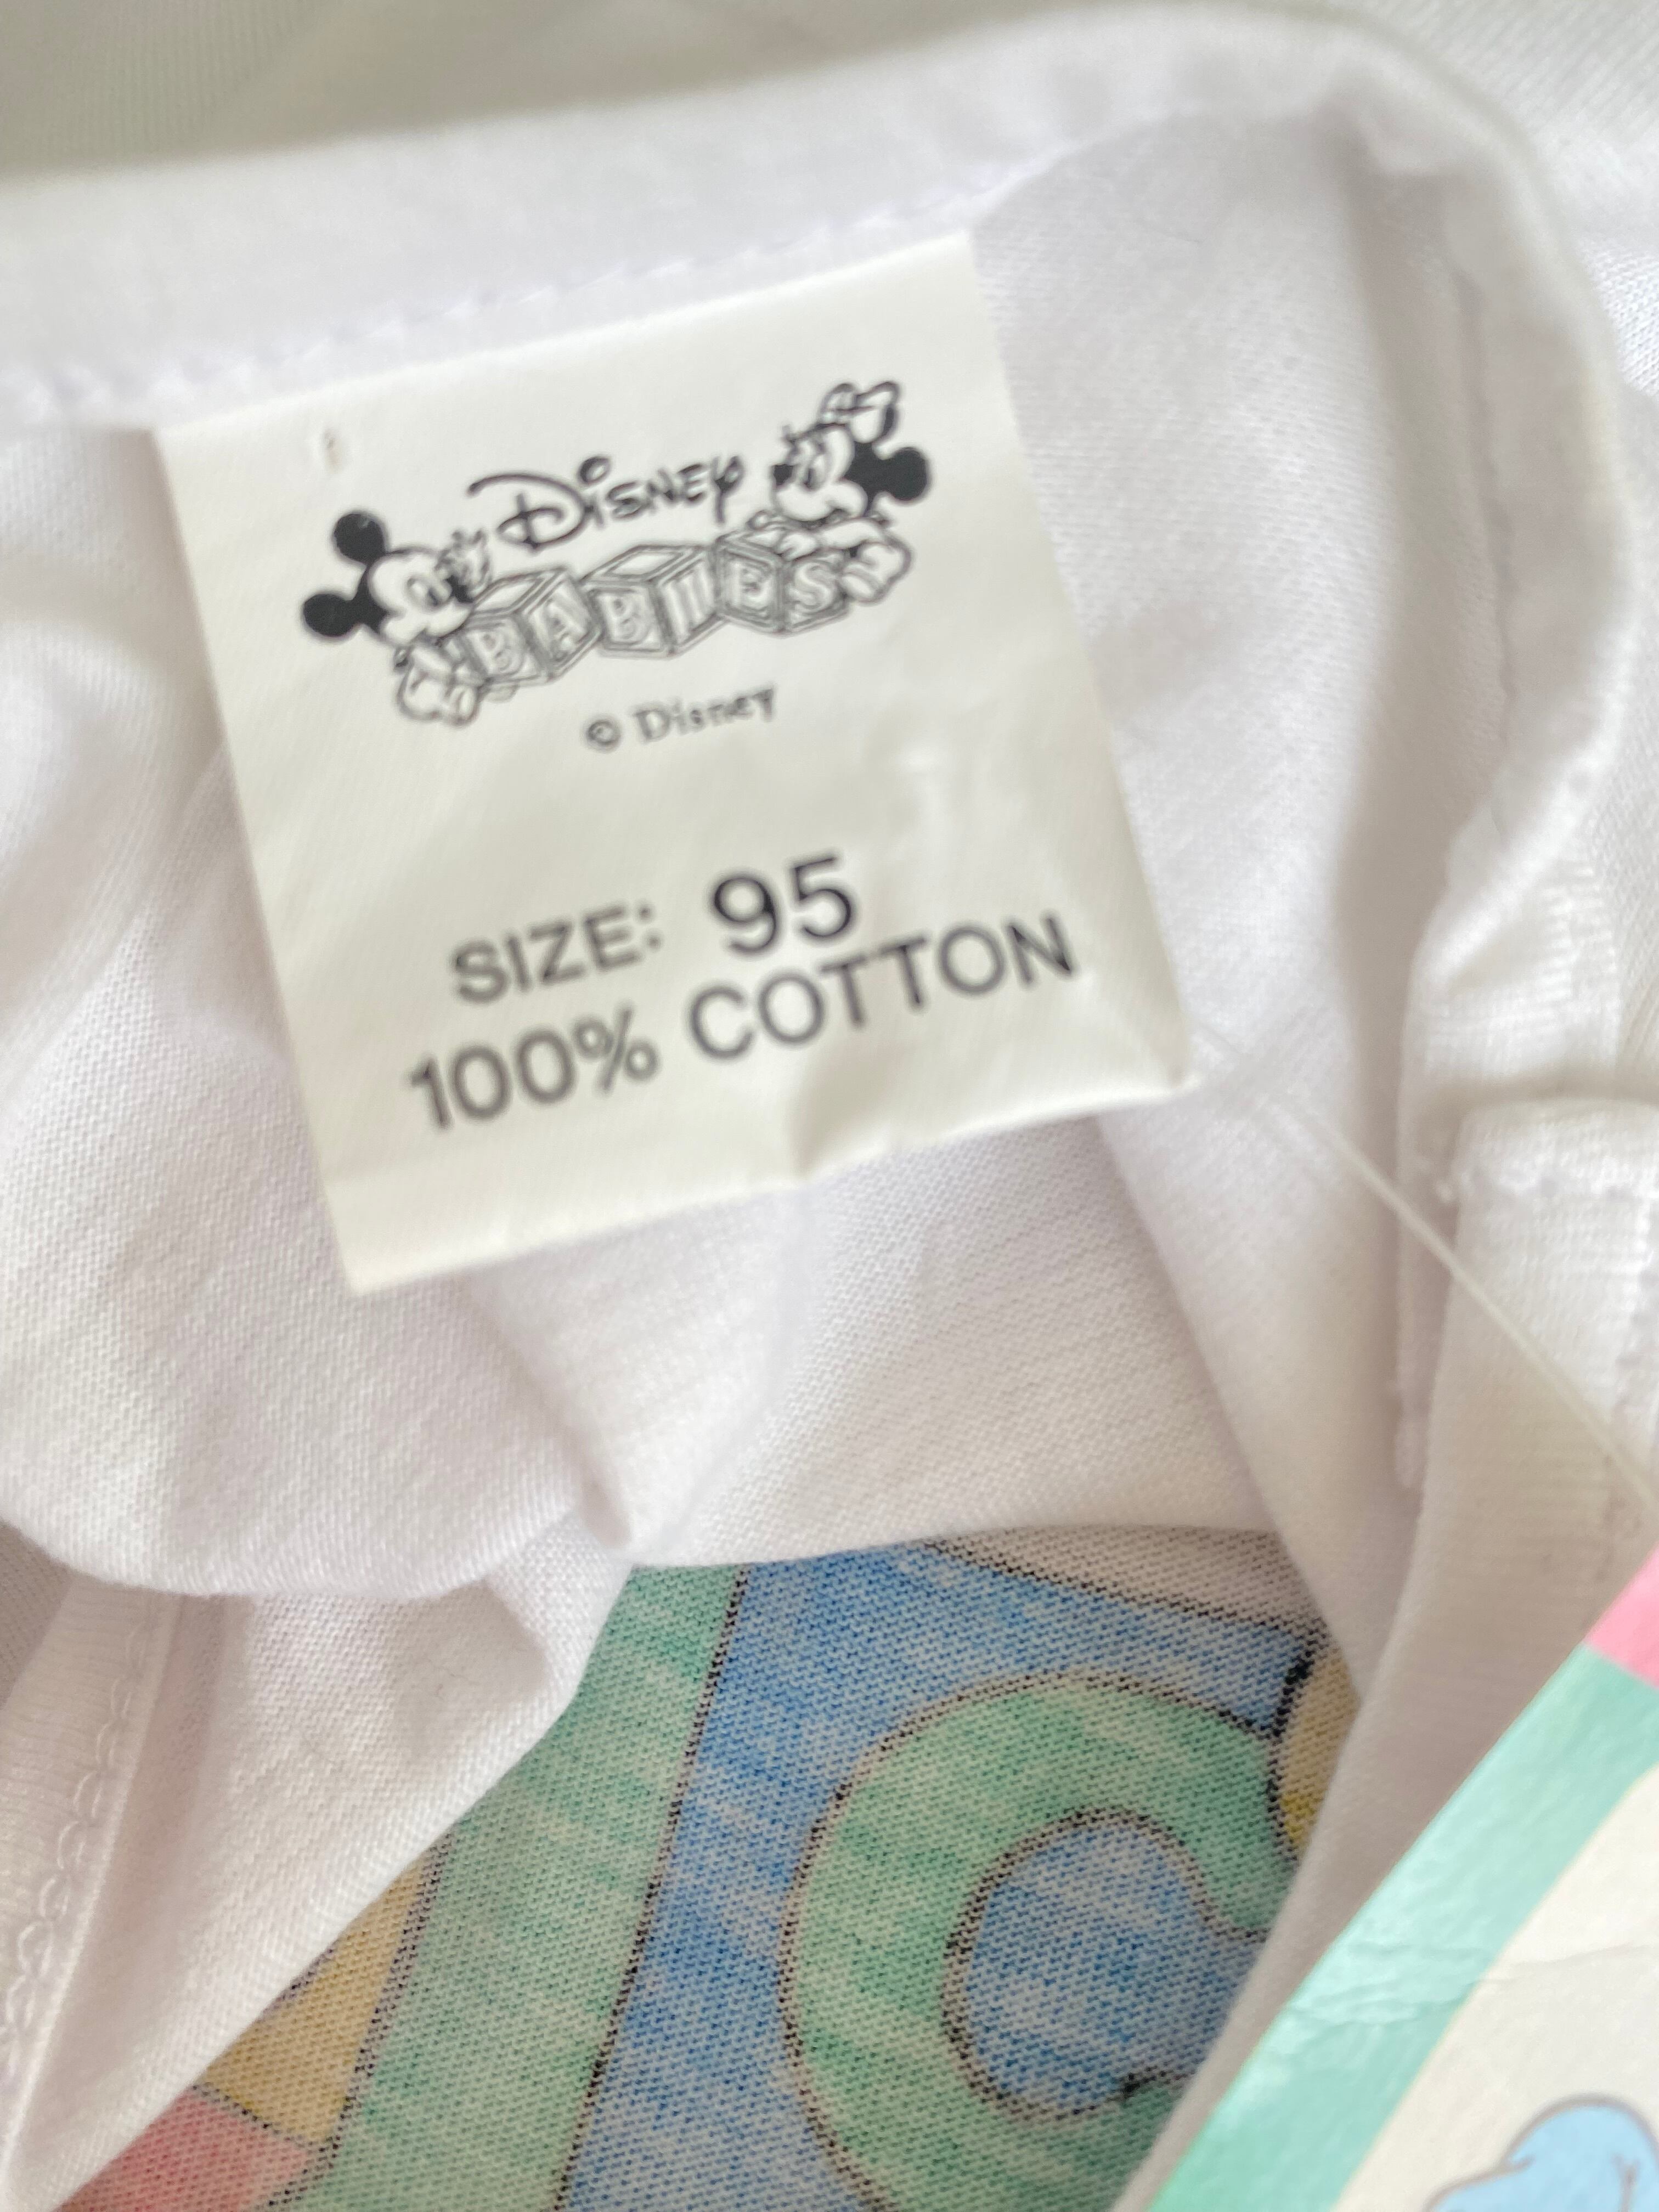 Disney
BABIES
© Disney
SIZE: 95
100% COTTON